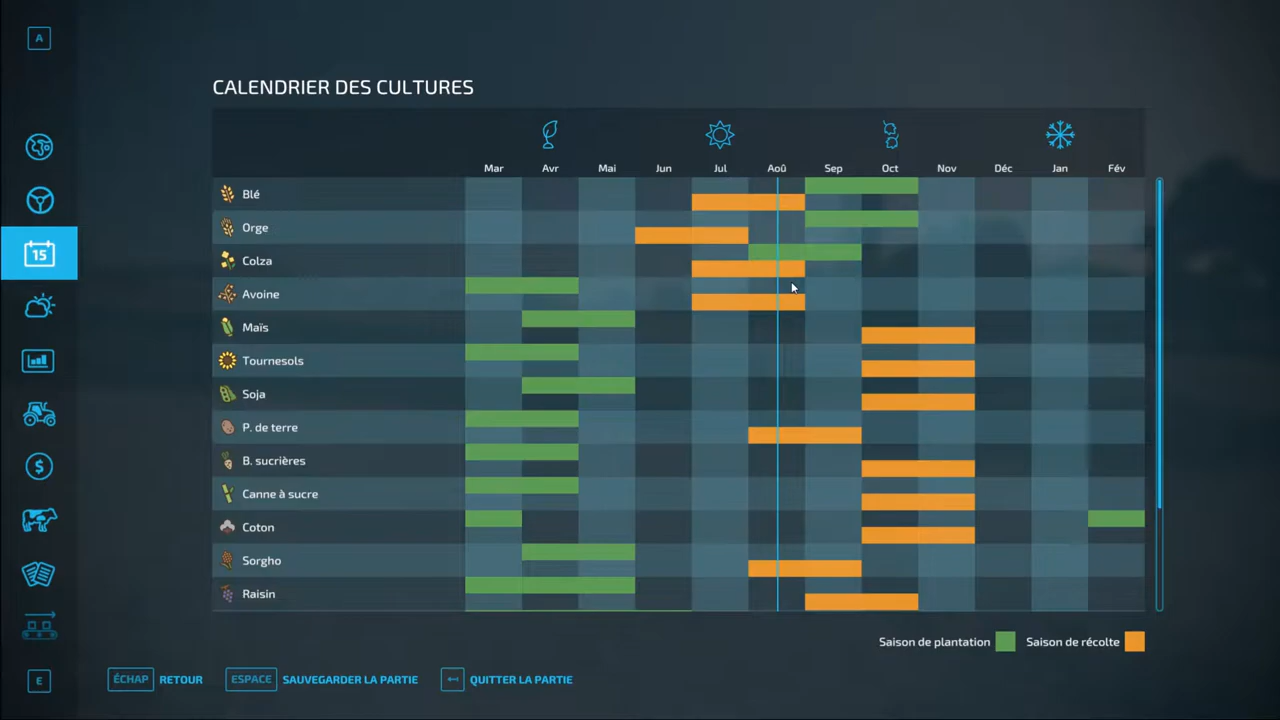 A
CALENDRIER DES CULTURES
Mar Avr Mai Jun Jul Aoû Sep Oct Nov Déc Jan Fév
Blé
Orge
15
Colza
Avoine
Maïs
Tournesols
Soja
P. de terre
B. sucrières
$
Canne à sucre
Coton
Sorgho
Raisin
Saison de plantation Saison de récolte
E
ÉCHAP RETOUR ESPACE SAUVEGARDER LA PARTIE QUITTER LA PARTIE